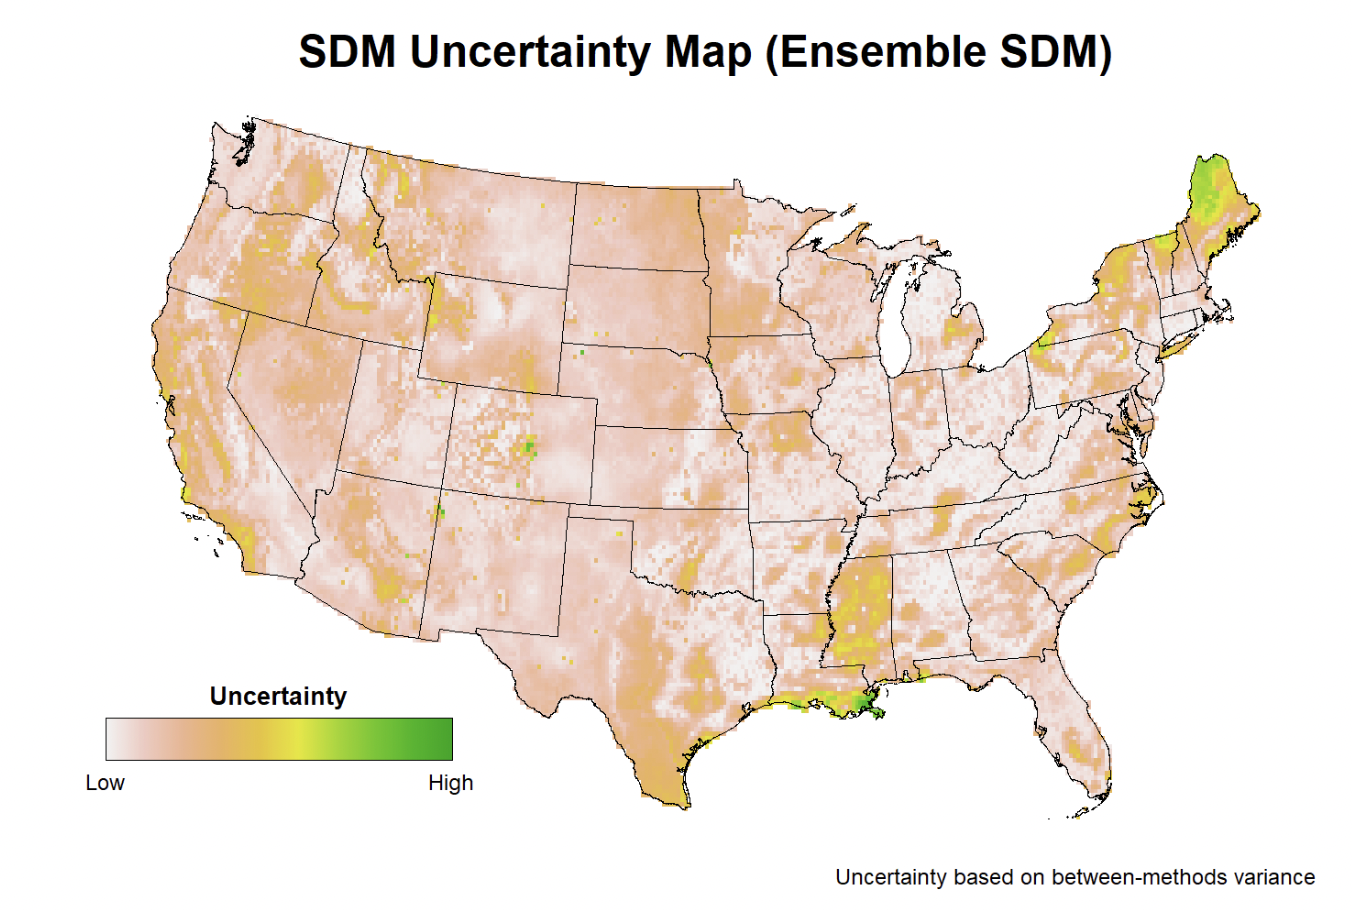 SDM Uncertainty Map (Ensemble SDM)
Uncertainty
Low High
Uncertainty based on between-methods variance